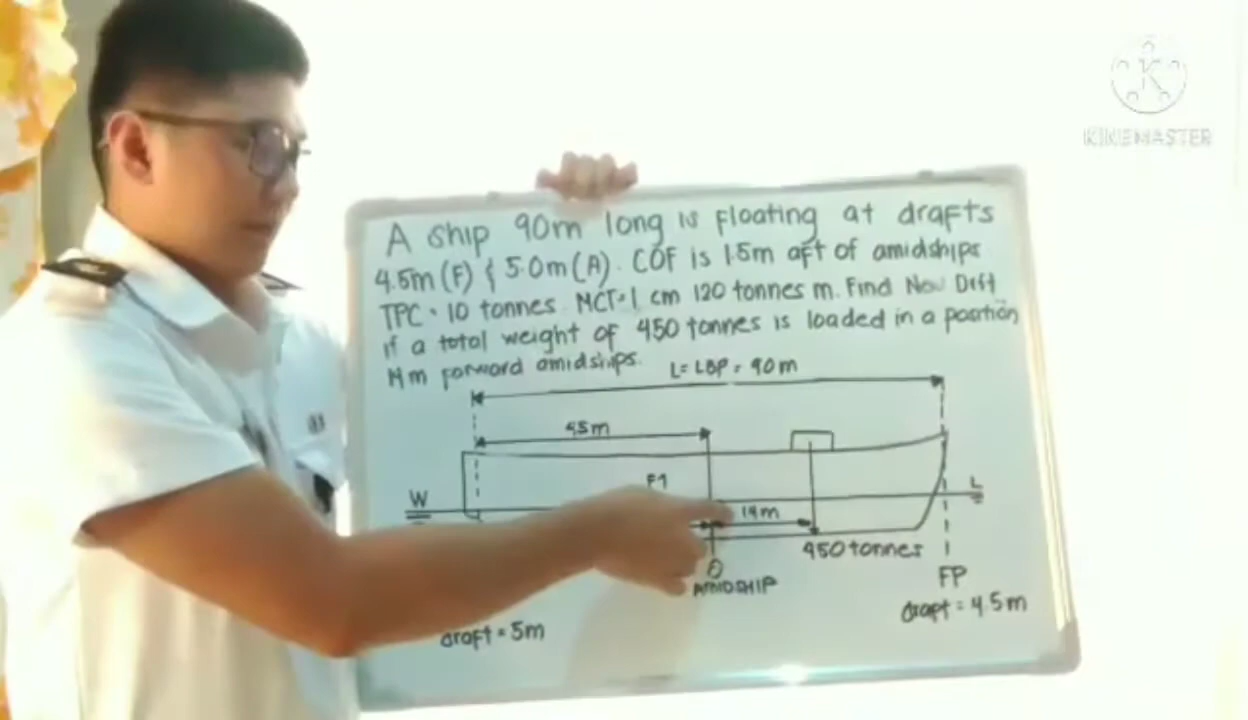 KINEMASTER
A ship 90m long is floating at drafts
4.5m (F) & 5.0m (A). COF is 1.5m aft of amidships
TPC = 10 tonnes. MCT-1 cm 120 tonnes m. Find New Drft
if a total weight of 450 tonnes is loaded in a position
14m forward amidships.
L = LBP = 90m
45m
F1
W
L
14m
450 tonnes
AMIDSHIP
FP
draft = 4.5m
draft = 5m